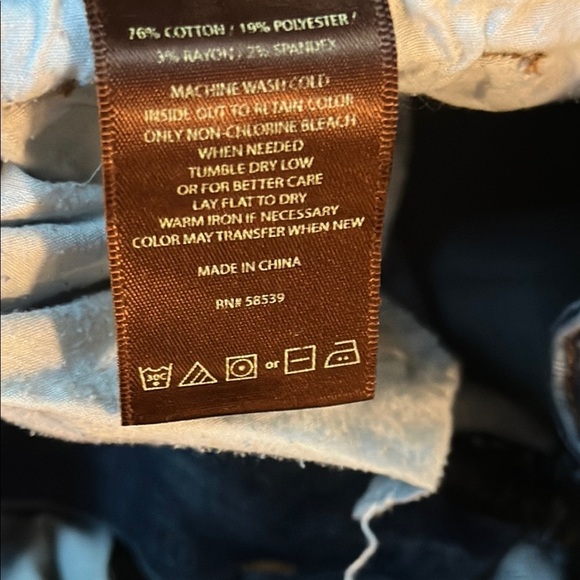 76% COTTON / 19% POLYESTER /
3% RAYON / 2% SPANDEX
MACHINE WASH COLD
INSIDE OUT TO RETAIN COLOR
ONLY NON-CHLORINE BLEACH
WHEN NEEDED
TUMBLE DRY LOW
OR FOR BETTER CARE
LAY FLAT TO DRY
WARM IRON IF NECESSARY
COLOR MAY TRANSFER WHEN NEW
MADE IN CHINA
RN# 58539
30C or